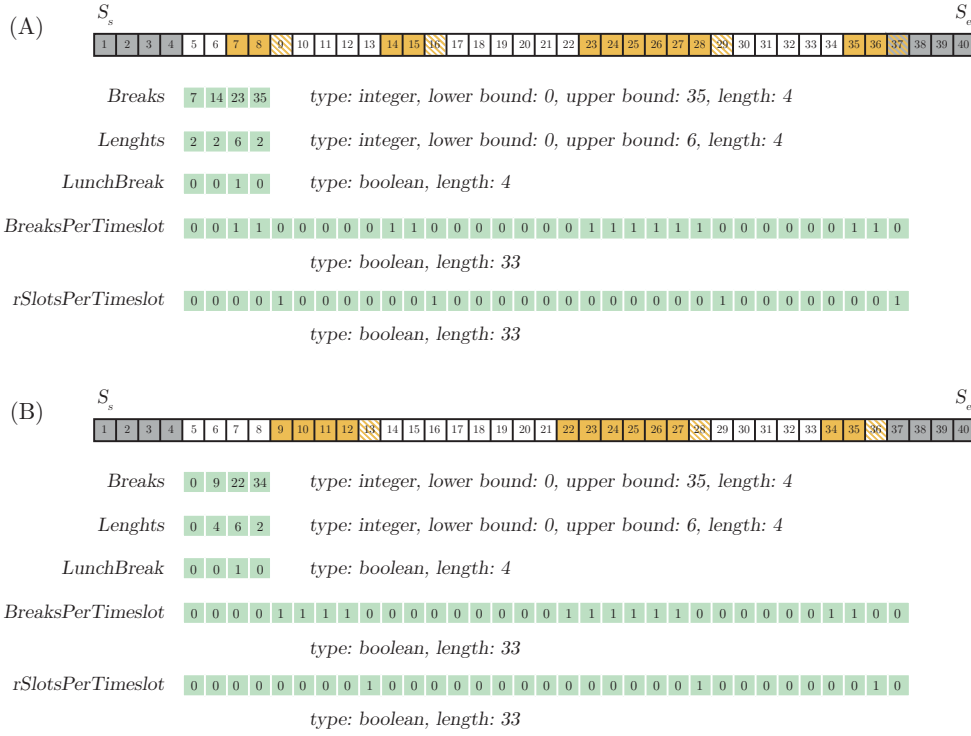 (A)
S_s S_e
1 2 3 4 5 6 7 8 9 10 11 12 13 14 15 16 17 18 19 20 21 22 23 24 25 26 27 28 29 30 31 32 33 34 35 36 37 38 39 40
Breaks 7 14 23 35 type: integer, lower bound: 0, upper bound: 35, length: 4
Lenghts 2 2 6 2 type: integer, lower bound: 0, upper bound: 6, length: 4
LunchBreak 0 0 1 0 type: boolean, length: 4
BreaksPerTimeslot 0 0 1 1 0 0 0 0 0 1 1 0 0 0 0 0 0 0 1 1 1 1 1 1 0 0 0 0 0 0 1 1 0
type: boolean, length: 33
rSlotsPerTimeslot 0 0 0 0 1 0 0 0 0 0 0 1 0 0 0 0 0 0 0 0 0 0 0 0 1 0 0 0 0 0 0 0 1
type: boolean, length: 33
(B)
S_s S_e
1 2 3 4 5 6 7 8 9 10 11 12 13 14 15 16 17 18 19 20 21 22 23 24 25 26 27 28 29 30 31 32 33 34 35 36 37 38 39 40
Breaks 0 9 22 34 type: integer, lower bound: 0, upper bound: 35, length: 4
Lenghts 0 4 6 2 type: integer, lower bound: 0, upper bound: 6, length: 4
LunchBreak 0 0 1 0 type: boolean, length: 4
BreaksPerTimeslot 0 0 0 0 1 1 1 1 0 0 0 0 0 0 0 0 0 1 1 1 1 1 1 0 0 0 0 0 0 1 1 0 0
type: boolean, length: 33
rSlotsPerTimeslot 0 0 0 0 0 0 0 0 1 0 0 0 0 0 0 0 0 0 0 0 0 0 0 1 0 0 0 0 0 0 0 1 0
type: boolean, length: 33